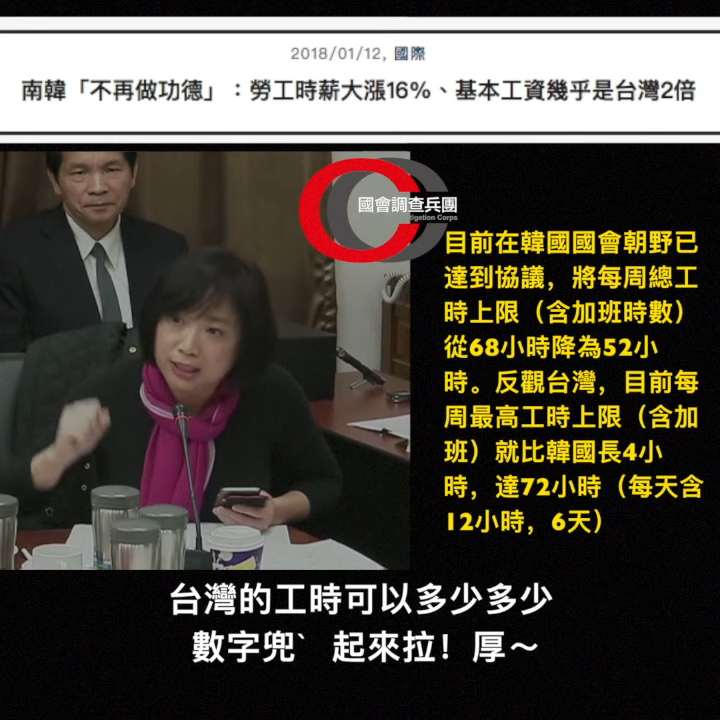 2018/01/12, 國際
南韓「不再做功德」：勞工時薪大漲16%、基本工資幾乎是台灣2倍
國會調查兵團
tigation Corps
目前在韓國國會朝野已
達到協議，將每周總工
時上限（含加班時數）
從68小時降為52小
時。反觀台灣，目前每
周最高工時上限（含加
班）就比韓國長4小
時，達72小時（每天含
12小時，6天）
台灣的工時可以多少多少
數字兜ˋ 起來拉！厚～